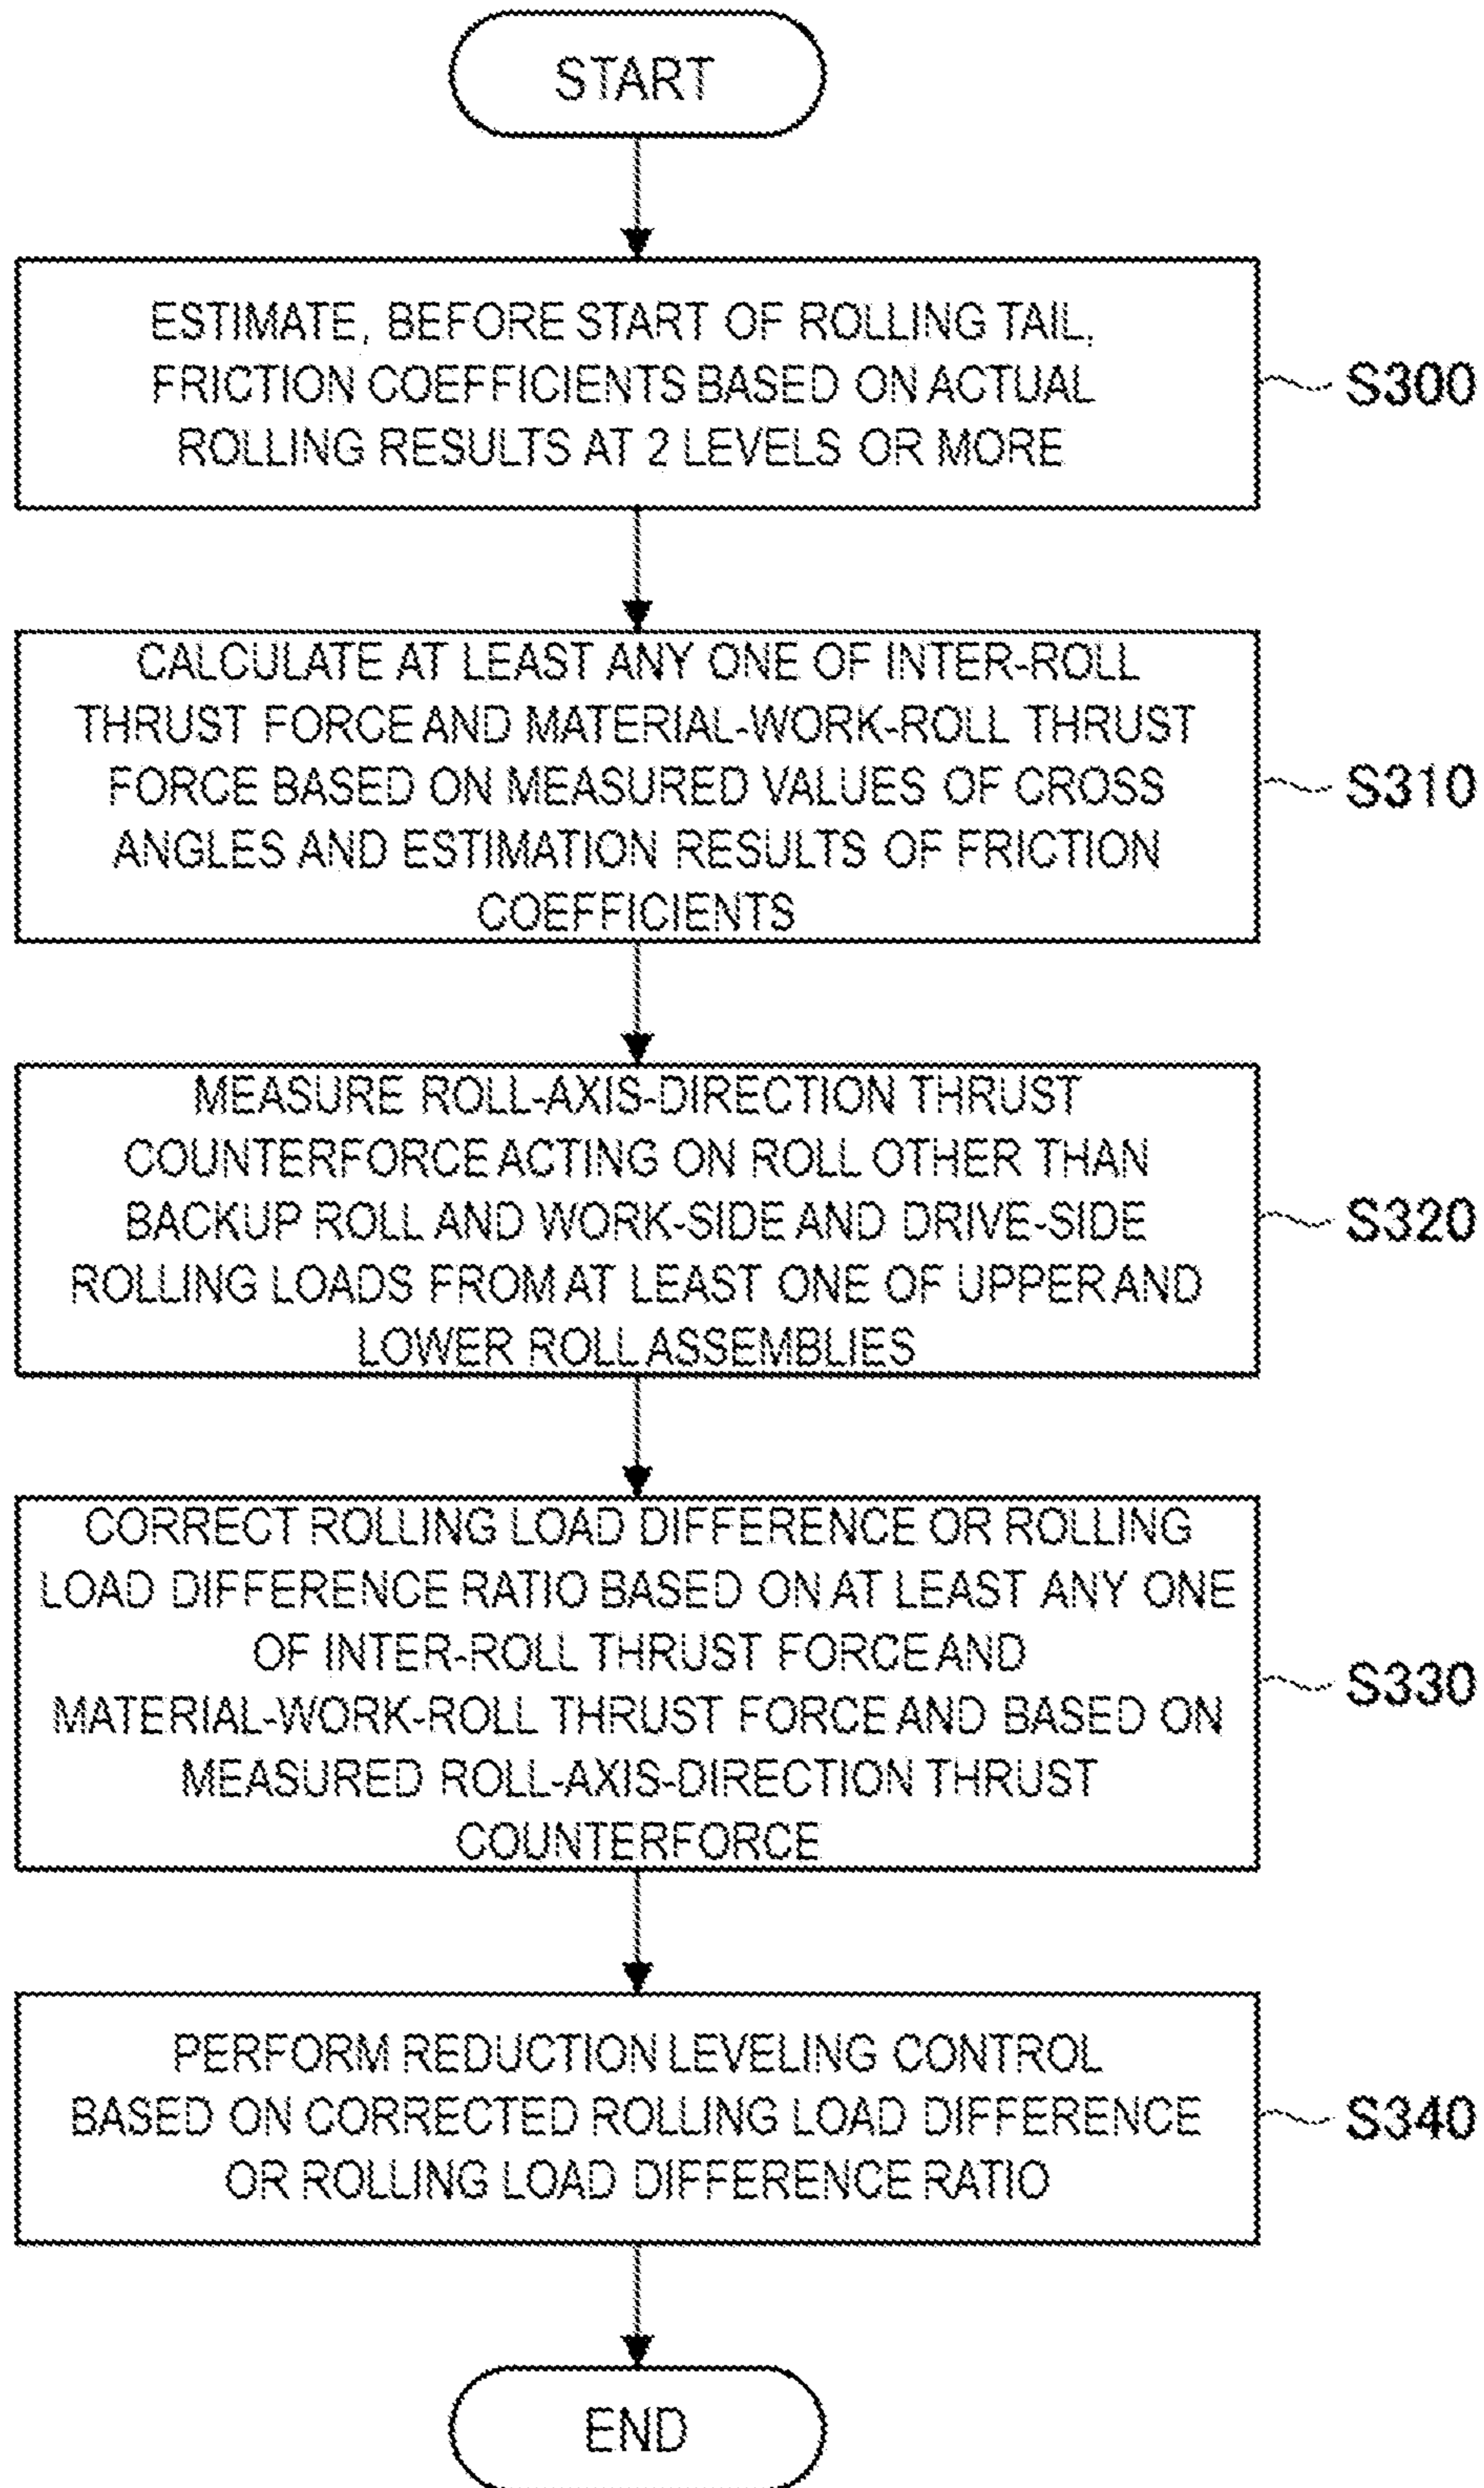 START
ESTIMATE, BEFORE START OF ROLLING TAIL,
FRICTION COEFFICIENTS BASED ON ACTUAL
ROLLING RESULTS AT 2 LEVELS OR MORE
S300
CALCULATE AT LEAST ANY ONE OF INTER-ROLL
THRUST FORCE AND MATERIAL-WORK-ROLL THRUST
FORCE BASED ON MEASURED VALUES OF CROSS
ANGLES AND ESTIMATION RESULTS OF FRICTION
COEFFICIENTS
S310
MEASURE ROLL-AXIS-DIRECTION THRUST
COUNTERFORCE ACTING ON ROLL OTHER THAN
BACKUP ROLL AND WORK-SIDE AND DRIVE-SIDE
ROLLING LOADS FROM AT LEAST ONE OF UPPER AND
LOWER ROLL ASSEMBLIES
S320
CORRECT ROLLING LOAD DIFFERENCE OR ROLLING
LOAD DIFFERENCE RATIO BASED ON AT LEAST ANY ONE
OF INTER-ROLL THRUST FORCE AND
MATERIAL-WORK-ROLL THRUST FORCE AND BASED ON
MEASURED ROLL-AXIS-DIRECTION THRUST
COUNTERFORCE
S330
PERFORM REDUCTION LEVELING CONTROL
BASED ON CORRECTED ROLLING LOAD DIFFERENCE
OR ROLLING LOAD DIFFERENCE RATIO
S340
END